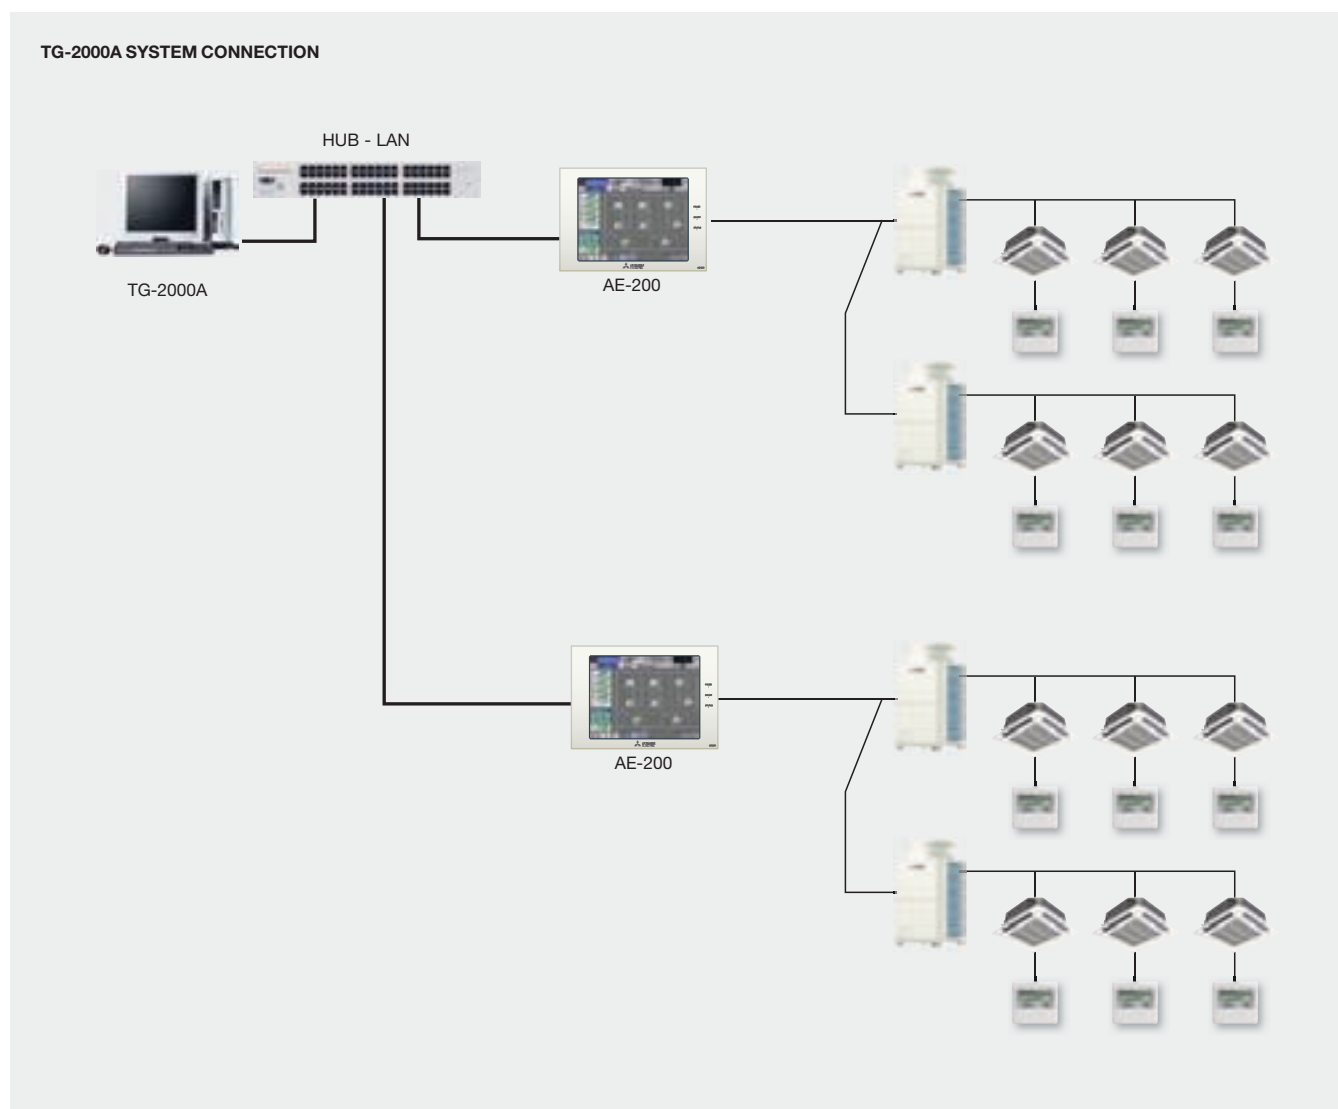 TG-2000A SYSTEM CONNECTION
HUB - LAN
TG-2000A
AE-200
AE-200